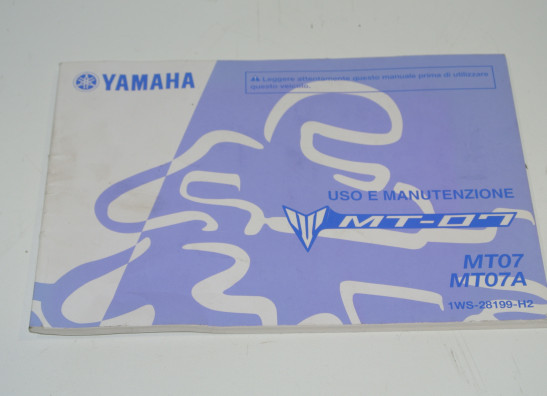 YAMAHA
Leggere attentamente questo manuale prima di utilizzare
questo veicolo.
USO E MANUTENZIONE
MT-07
MT07
MT07A
1WS-28199-H2